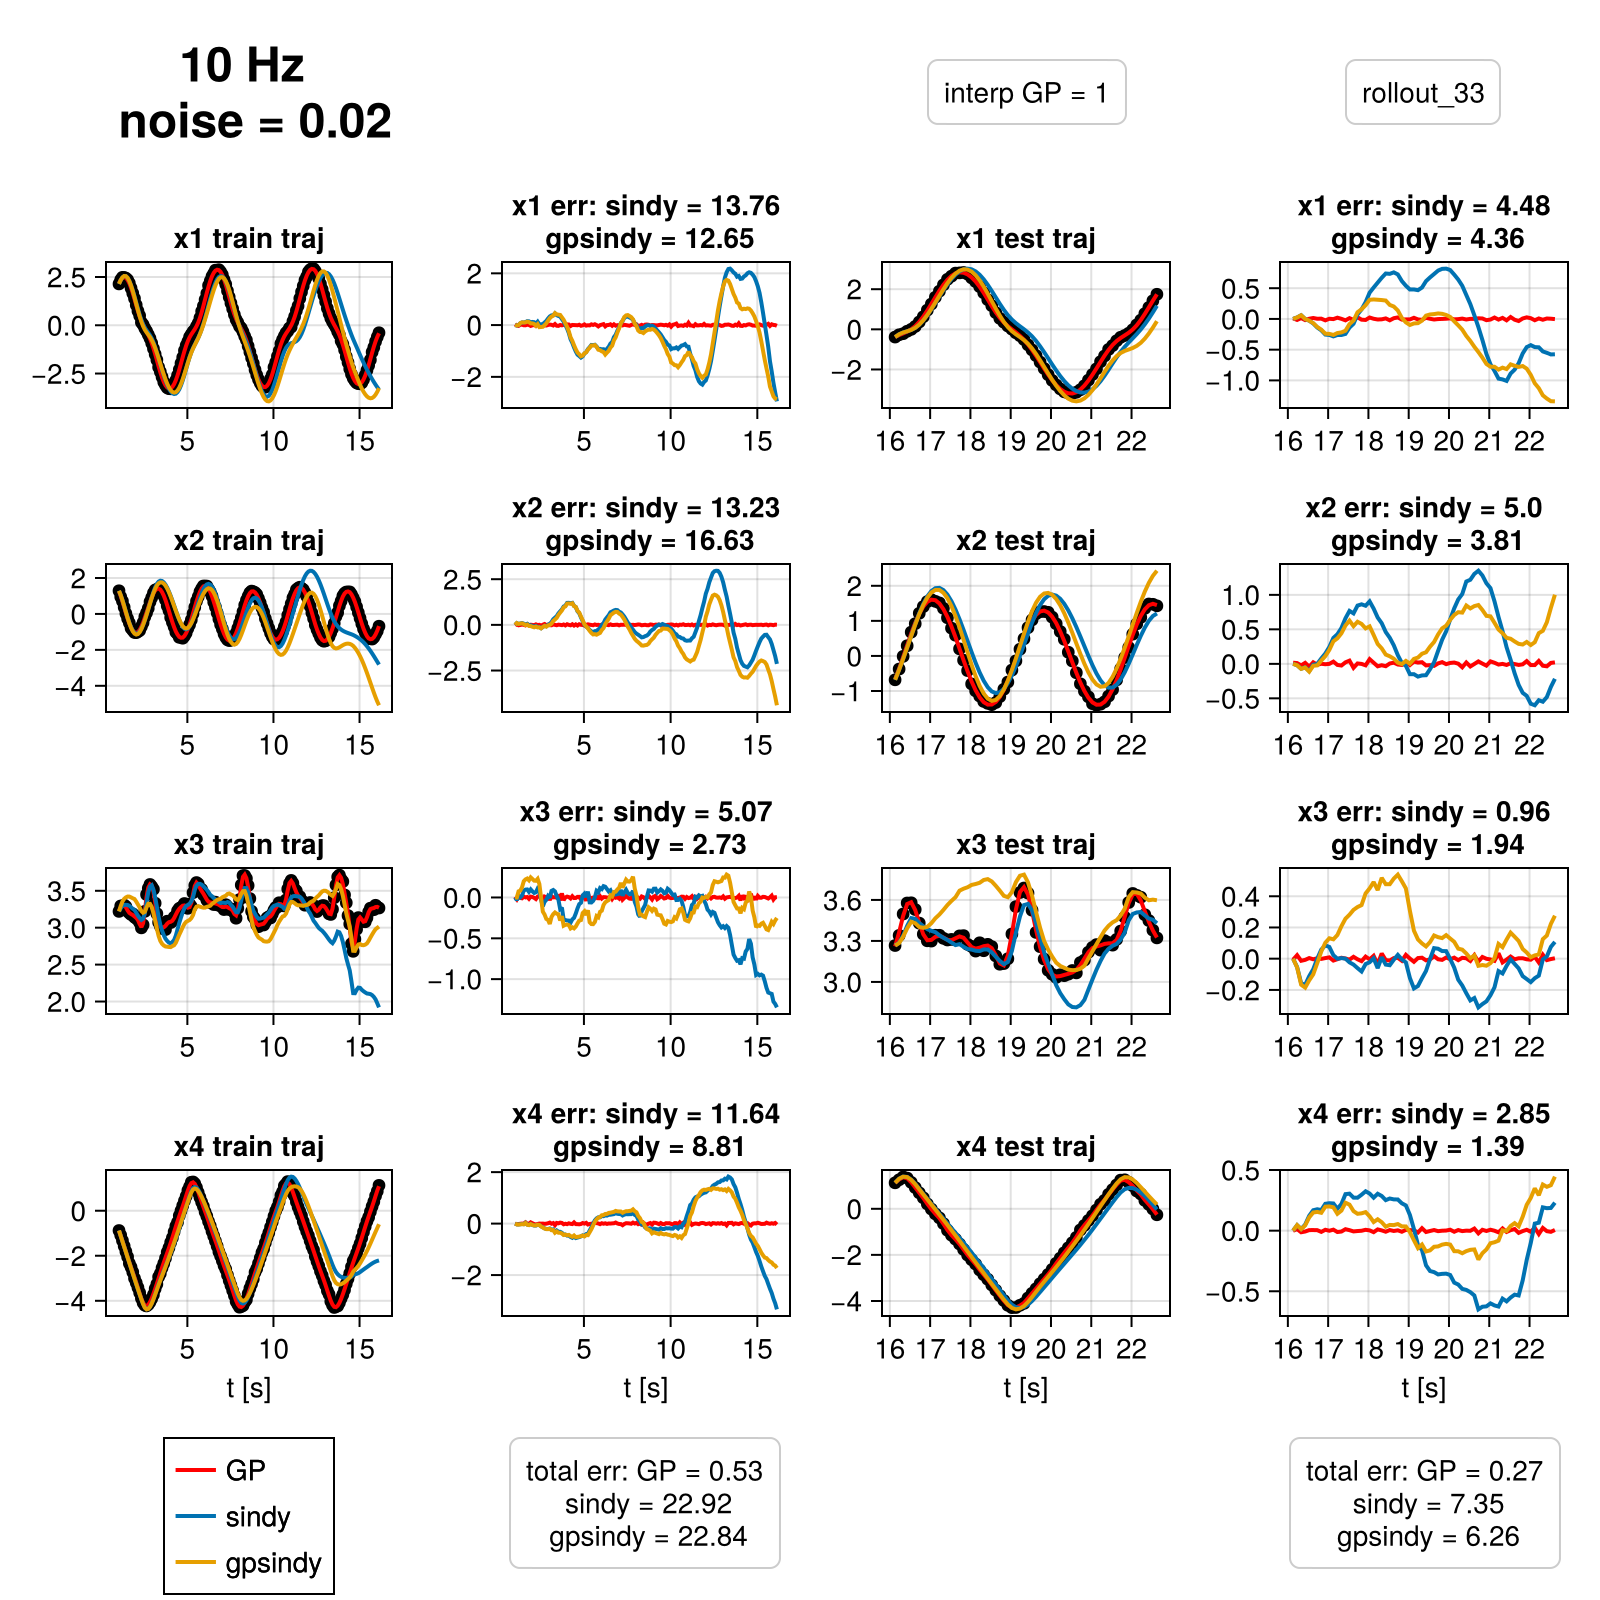 10 Hz
noise = 0.02
interp GP = 1
rollout_33
x1 train traj
2.5
0.0
−2.5
5 10 15
x1 err: sindy = 13.76
gpsindy = 12.65
2
0
−2
5 10 15
x1 test traj
2
0
−2
16 17 18 19 20 21 22
x1 err: sindy = 4.48
gpsindy = 4.36
0.5
0.0
−0.5
−1.0
16 17 18 19 20 21 22
x2 train traj
2
0
−2
−4
5 10 15
x2 err: sindy = 13.23
gpsindy = 16.63
2.5
0.0
−2.5
5 10 15
x2 test traj
2
1
0
−1
16 17 18 19 20 21 22
x2 err: sindy = 5.0
gpsindy = 3.81
1.0
0.5
0.0
−0.5
16 17 18 19 20 21 22
x3 train traj
3.5
3.0
2.5
2.0
5 10 15
x3 err: sindy = 5.07
gpsindy = 2.73
0.0
−0.5
−1.0
5 10 15
x3 test traj
3.6
3.3
3.0
16 17 18 19 20 21 22
x3 err: sindy = 0.96
gpsindy = 1.94
0.4
0.2
0.0
−0.2
16 17 18 19 20 21 22
x4 train traj
0
−2
−4
5 10 15
t [s]
x4 err: sindy = 11.64
gpsindy = 8.81
2
0
−2
5 10 15
t [s]
x4 test traj
0
−2
−4
16 17 18 19 20 21 22
t [s]
x4 err: sindy = 2.85
gpsindy = 1.39
0.5
0.0
−0.5
16 17 18 19 20 21 22
t [s]
GP
sindy
gpsindy
total err: GP = 0.53
sindy = 22.92
gpsindy = 22.84
total err: GP = 0.27
sindy = 7.35
gpsindy = 6.26